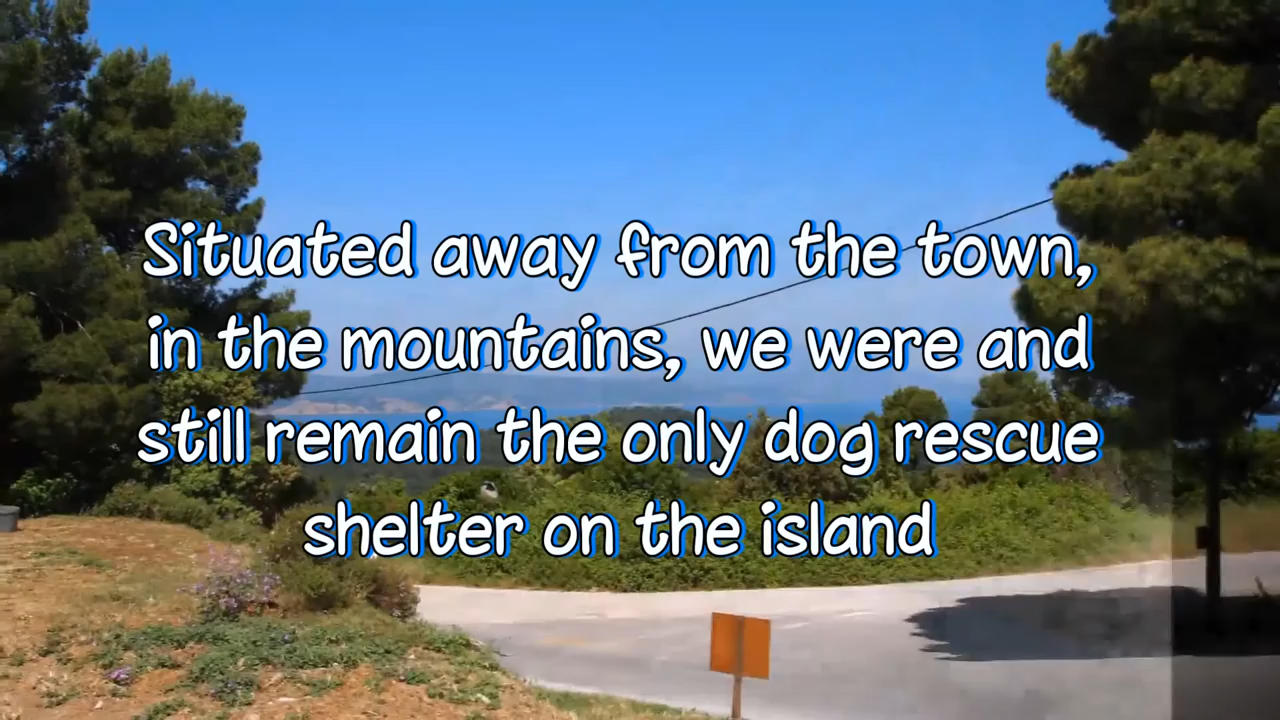 Situated away from the town,
in the mountains, we were and
still remain the only dog rescue
shelter on the island